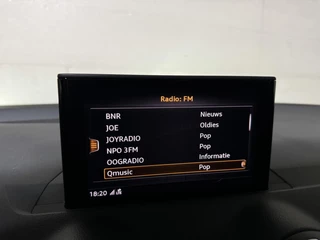 Radio: FM
BNR Nieuws
JOE Oldies
JOYRADIO Pop
NPO 3FM Pop
OOGRADIO Informatie
Qmusic Pop
18:20